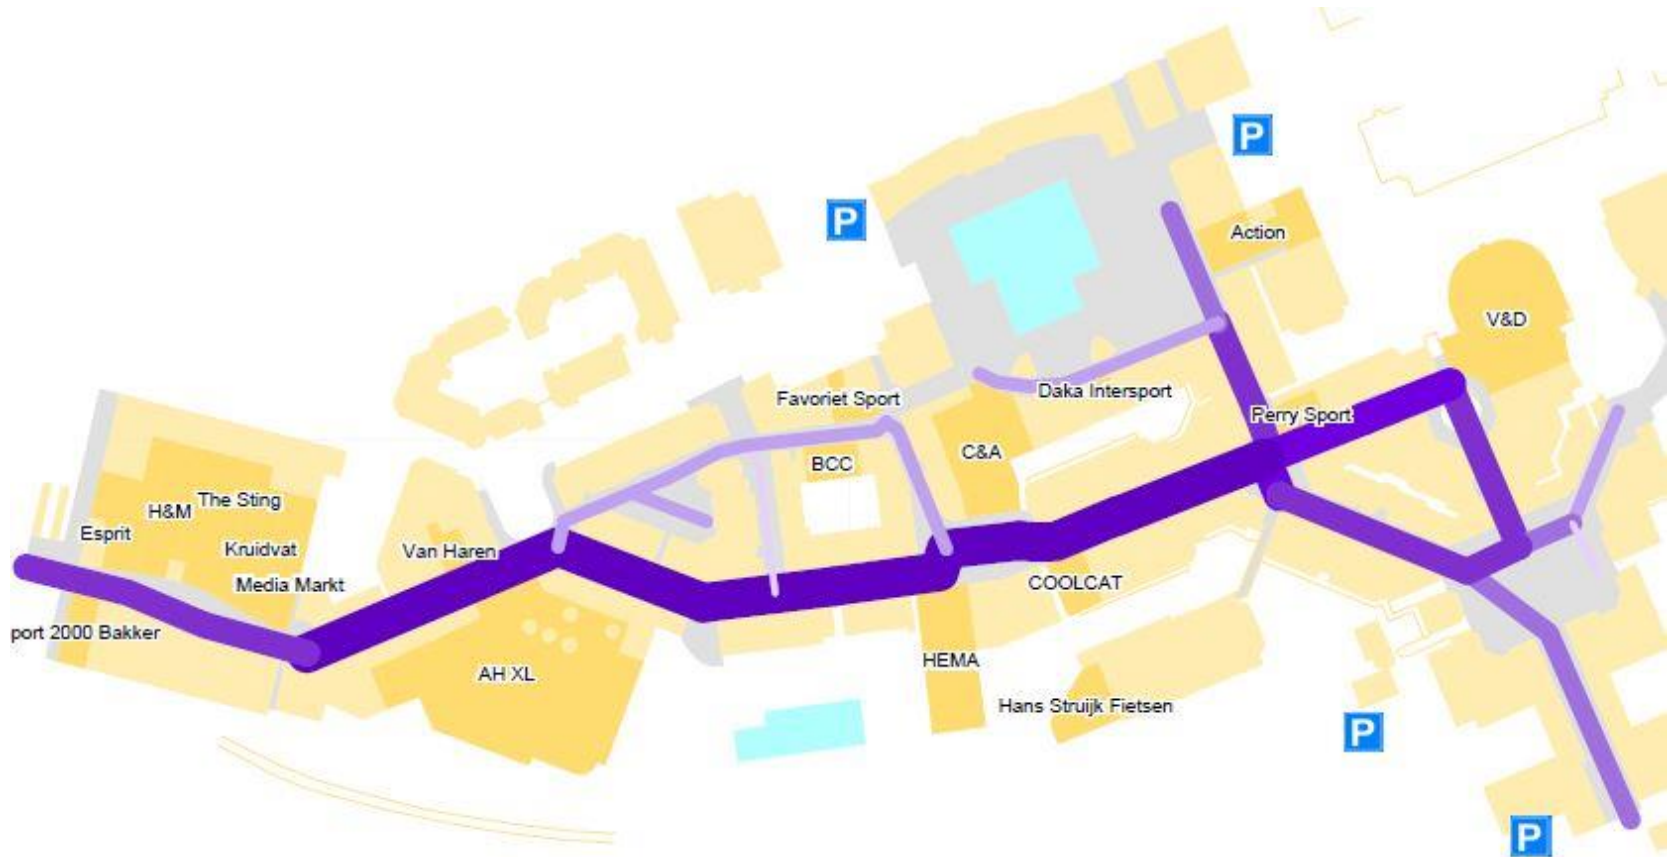 P
P
Action
V&D
Daka Intersport
Favoriet Sport
Perry Sport
C&A
BCC
The Sting
H&M
Esprit
Kruidvat
Van Haren
Media Markt
COOLCAT
port 2000 Bakker
HEMA
AH XL
Hans Struijk Fietsen
P
P